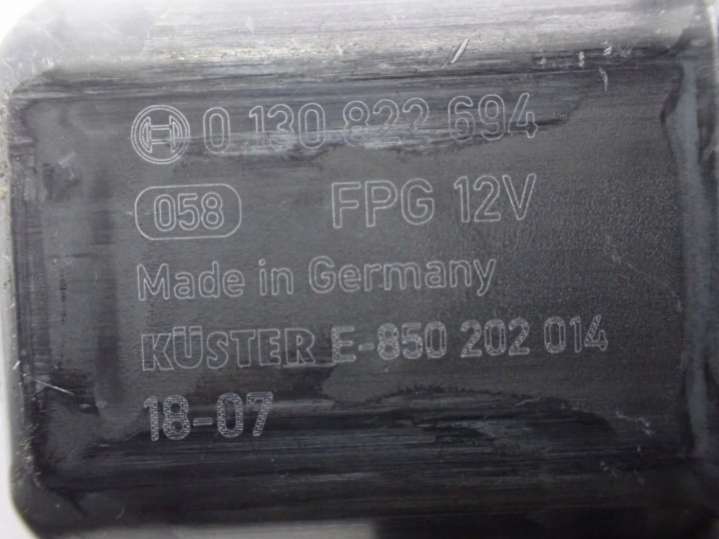 0 130 822 694
058 FPG 12V
Made in Germany
KÜSTER E-850 202 014
18-07